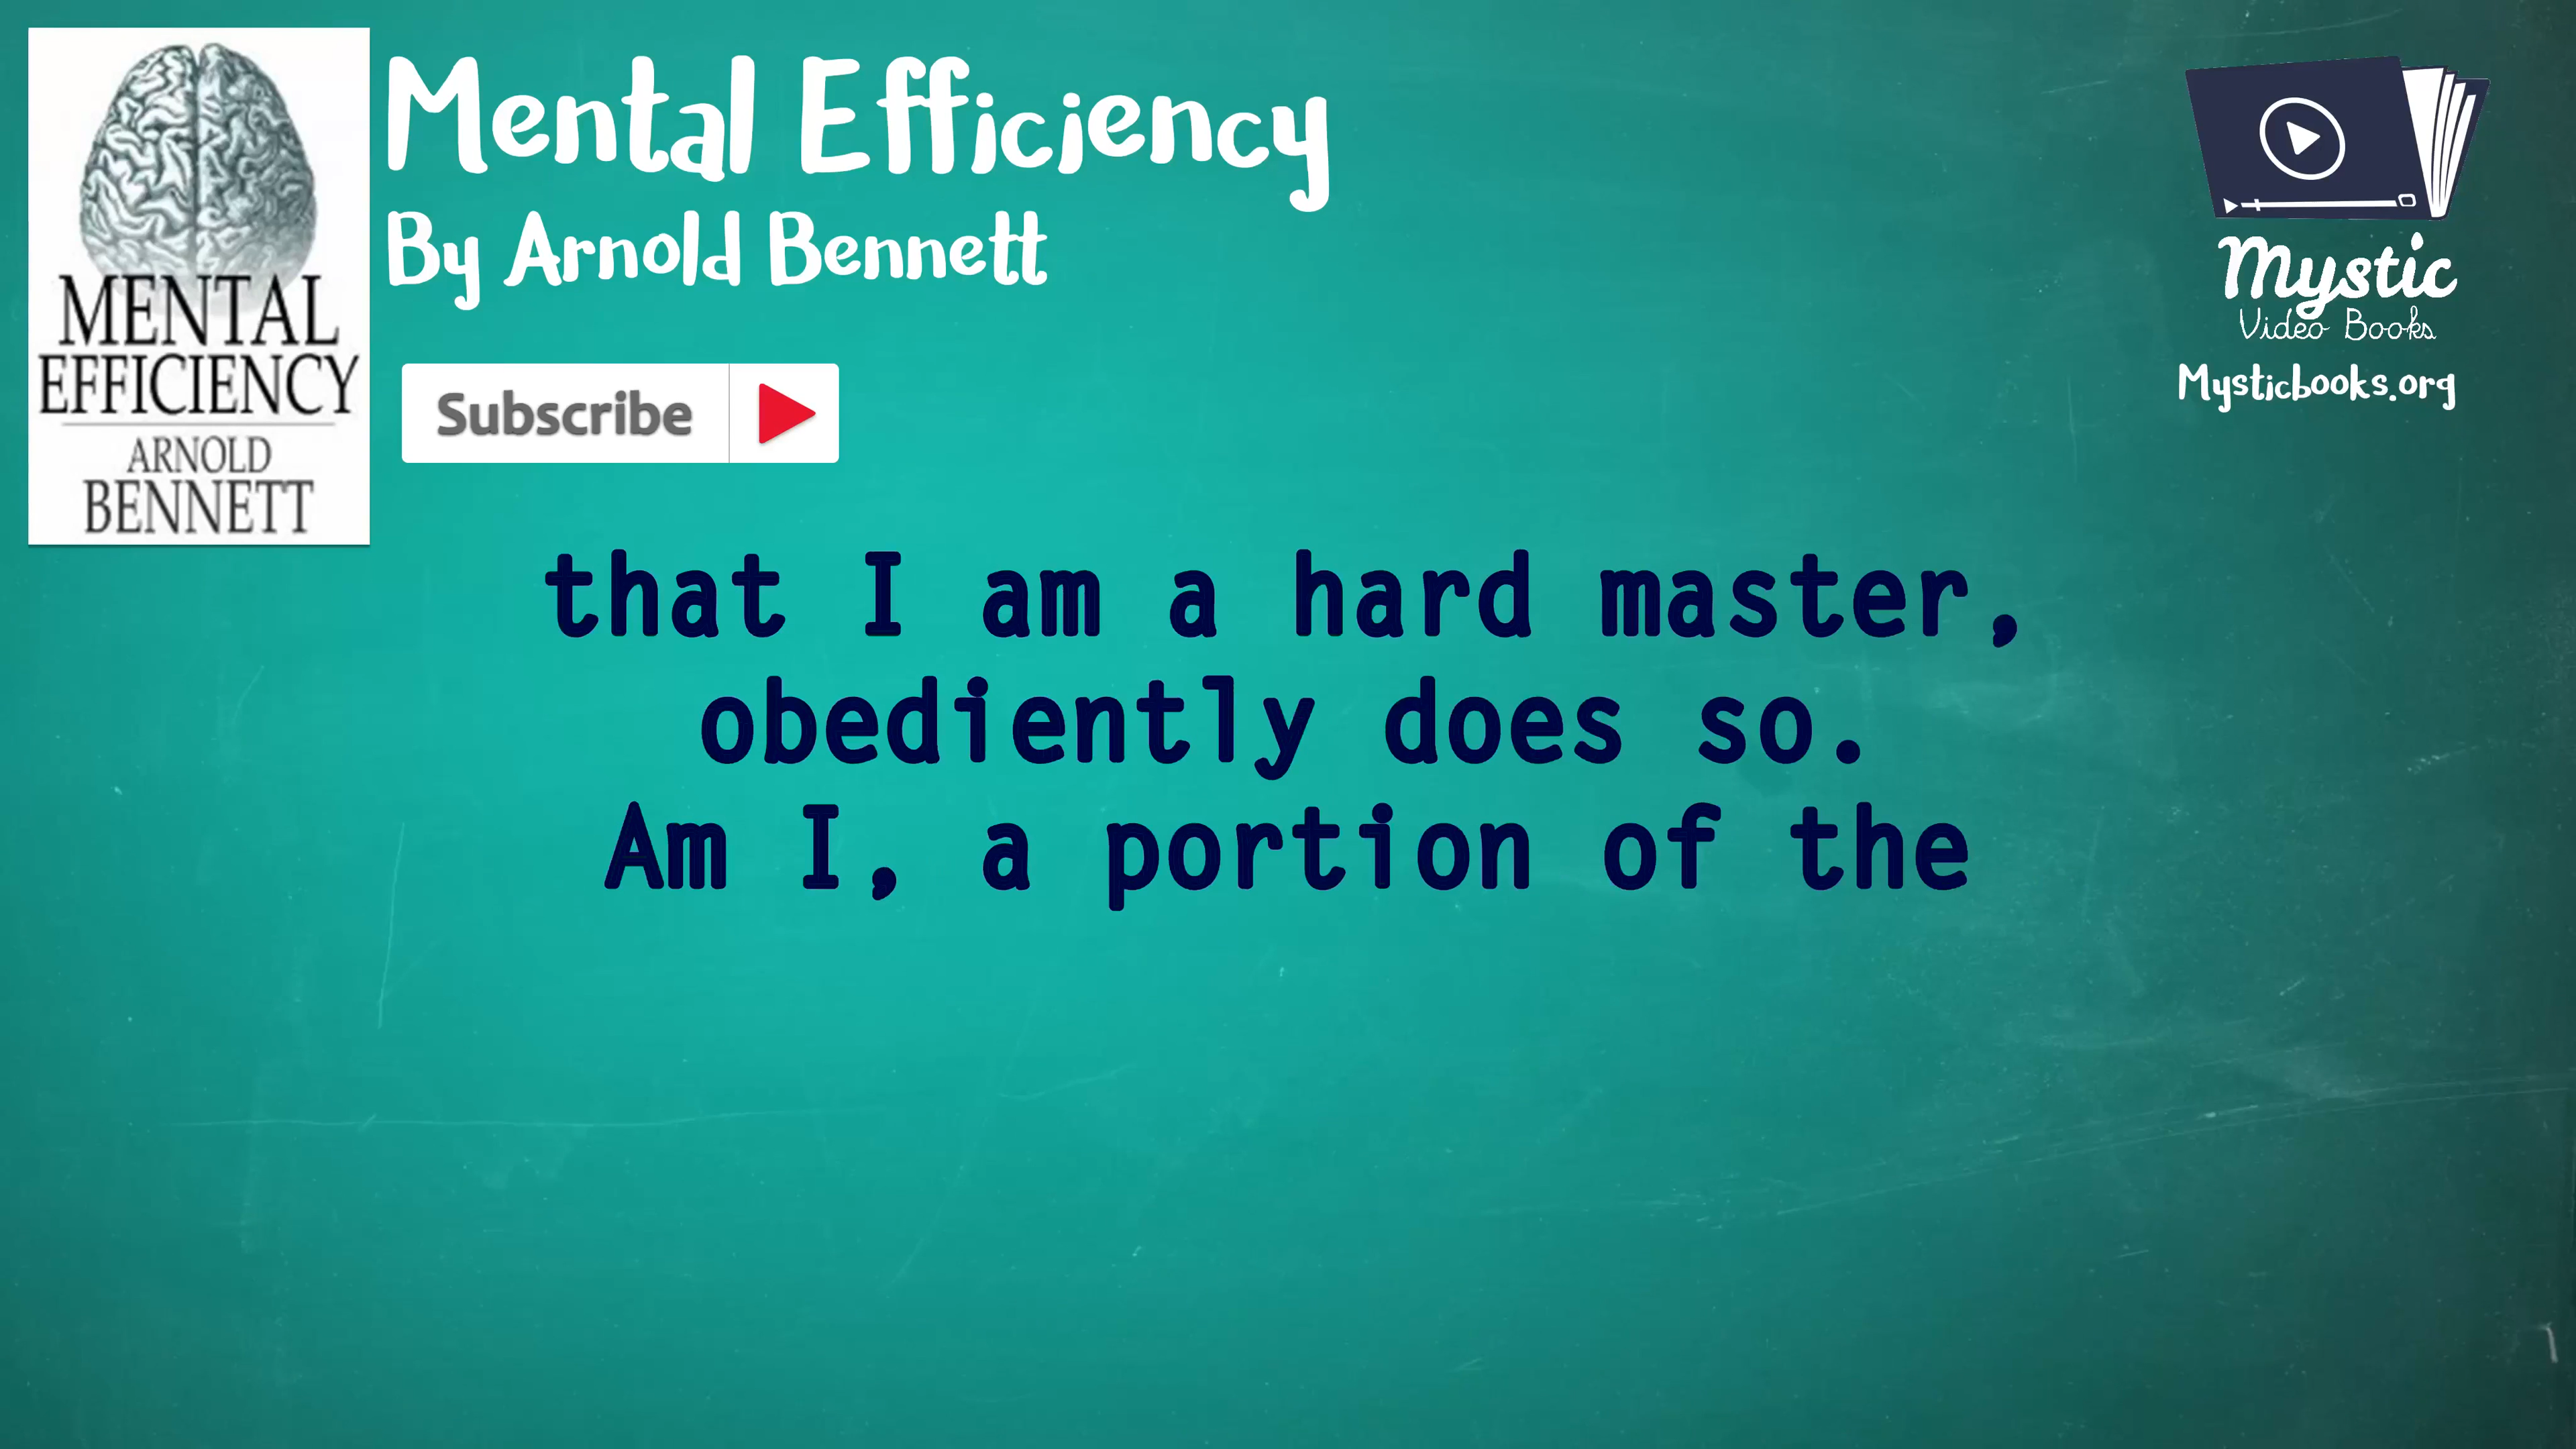 MENTAL
EFFICIENCY
ARNOLD
BENNETT
Mental Efficiency
By Arnold Bennett
Subscribe
Mystic
Video Books
Mysticbooks.org
that I am a hard master,
obediently does so.
Am I, a portion of the